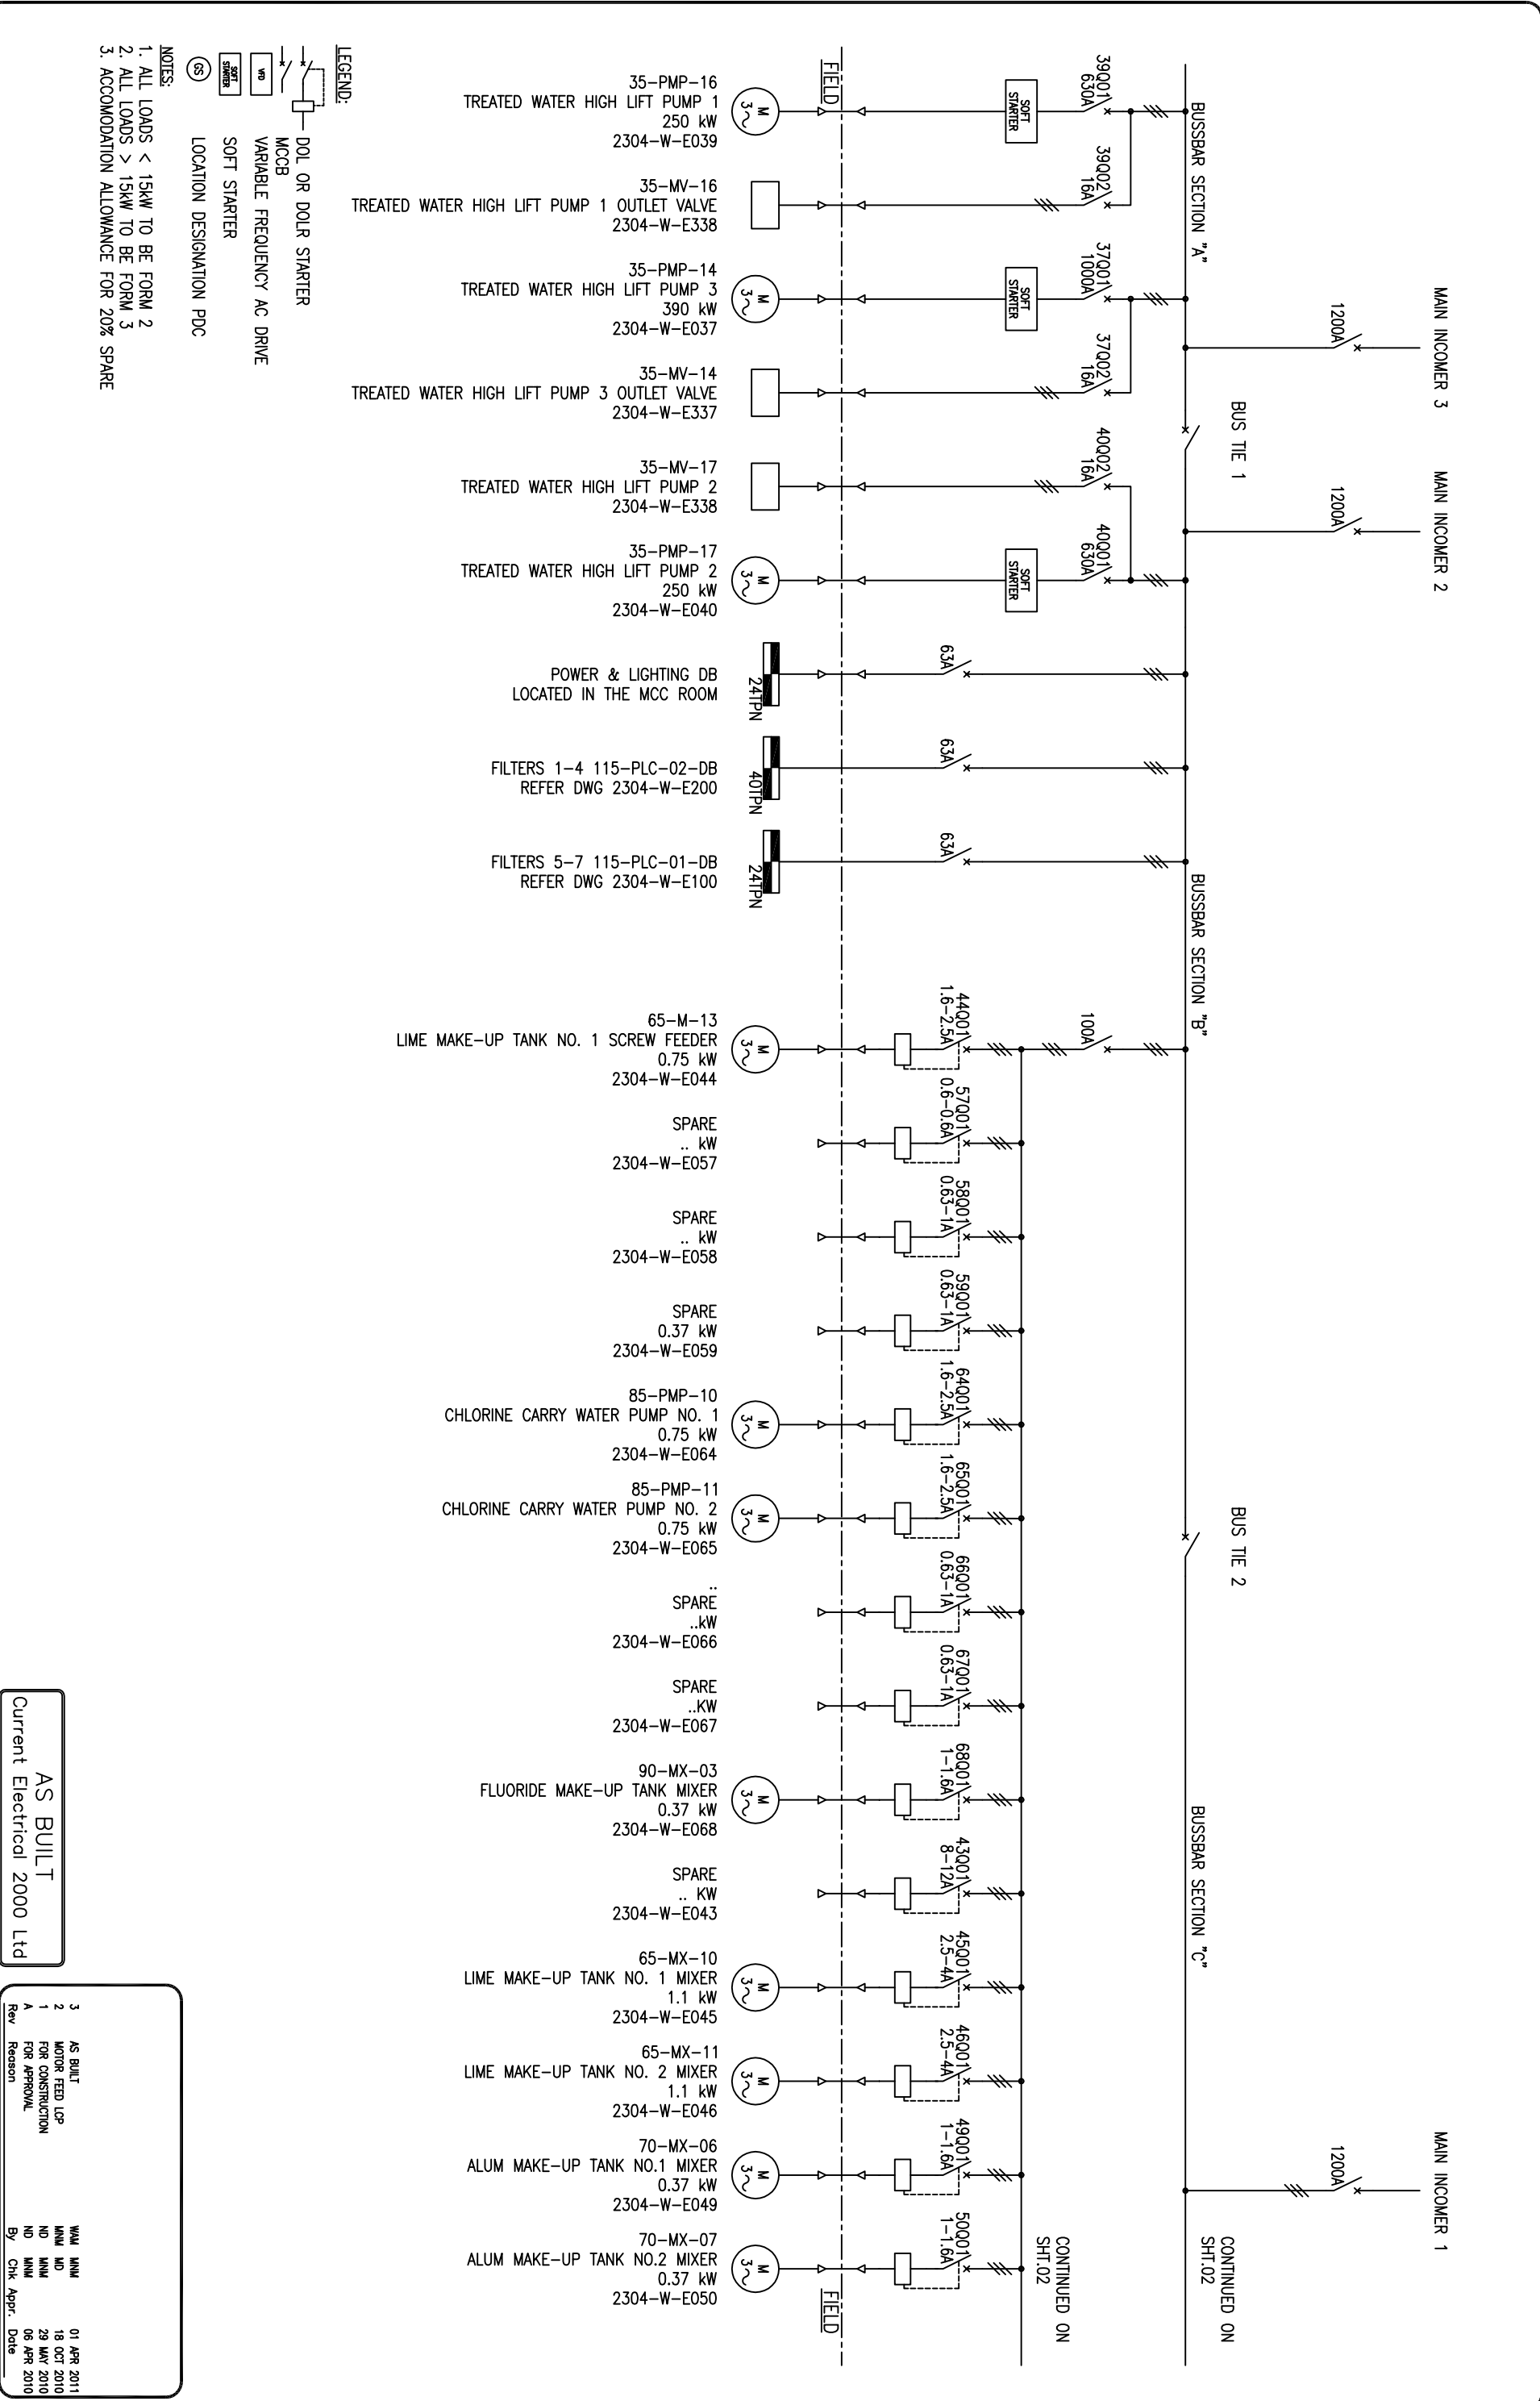 MAIN INCOMER 3
MAIN INCOMER 2
MAIN INCOMER 1
1200A
1200A
1200A
BUS TIE 1
BUS TIE 2
BUSSBAR SECTION "A"
BUSSBAR SECTION "B"
BUSSBAR SECTION "C"
CONTINUED ON
SHT.02
CONTINUED ON
SHT.02
FIELD
FIELD
39Q01
630A
SOFT
STARTER
M
3~
35-PMP-16
TREATED WATER HIGH LIFT PUMP 1
250 kW
2304-W-E039
39Q02
16A
35-MV-16
TREATED WATER HIGH LIFT PUMP 1 OUTLET VALVE
2304-W-E338
37Q01
1000A
SOFT
STARTER
M
3~
35-PMP-14
TREATED WATER HIGH LIFT PUMP 3
390 kW
2304-W-E037
37Q02
16A
35-MV-14
TREATED WATER HIGH LIFT PUMP 3 OUTLET VALVE
2304-W-E337
40Q02
16A
35-MV-17
TREATED WATER HIGH LIFT PUMP 2
2304-W-E338
40Q01
630A
SOFT
STARTER
M
3~
35-PMP-17
TREATED WATER HIGH LIFT PUMP 2
250 kW
2304-W-E040
63A
24TPN
POWER & LIGHTING DB
LOCATED IN THE MCC ROOM
63A
40TPN
FILTERS 1-4 115-PLC-02-DB
REFER DWG 2304-W-E200
63A
24TPN
FILTERS 5-7 115-PLC-01-DB
REFER DWG 2304-W-E100
100A
44Q01
1.6-2.5A
M
3~
65-M-13
LIME MAKE-UP TANK NO. 1 SCREW FEEDER
0.75 kW
2304-W-E044
57Q01
0.6-0.6A
SPARE
.. kW
2304-W-E057
58Q01
0.63-1A
SPARE
.. kW
2304-W-E058
59Q01
0.63-1A
SPARE
0.37 kW
2304-W-E059
64Q01
1.6-2.5A
M
3~
85-PMP-10
CHLORINE CARRY WATER PUMP NO. 1
0.75 kW
2304-W-E064
65Q01
1.6-2.5A
M
3~
85-PMP-11
CHLORINE CARRY WATER PUMP NO. 2
0.75 kW
2304-W-E065
66Q01
0.63-1A
..
SPARE
..kW
2304-W-E066
67Q01
0.63-1A
SPARE
..KW
2304-W-E067
68Q01
1-1.6A
M
3~
90-MX-03
FLUORIDE MAKE-UP TANK MIXER
0.37 kW
2304-W-E068
43Q01
8-12A
SPARE
.. KW
2304-W-E043
45Q01
2.5-4A
M
3~
65-MX-10
LIME MAKE-UP TANK NO. 1 MIXER
1.1 kW
2304-W-E045
46Q01
2.5-4A
M
3~
65-MX-11
LIME MAKE-UP TANK NO. 2 MIXER
1.1 kW
2304-W-E046
49Q01
1-1.6A
M
3~
70-MX-06
ALUM MAKE-UP TANK NO.1 MIXER
0.37 kW
2304-W-E049
50Q01
1-1.6A
M
3~
70-MX-07
ALUM MAKE-UP TANK NO.2 MIXER
0.37 kW
2304-W-E050
LEGEND:
DOL OR DOLR STARTER
MCCB
VFD VARIABLE FREQUENCY AC DRIVE
SOFT
STARTER
SOFT STARTER
GS LOCATION DESIGNATION PDC
NOTES:
1. ALL LOADS < 15kW TO BE FORM 2
2. ALL LOADS > 15kW TO BE FORM 3
3. ACCOMODATION ALLOWANCE FOR 20% SPARE
AS BUILT
Current Electrical 2000 Ltd
3 AS BUILT WAM MNM 01 APR 2011
2 MOTOR FEED LCP MNM MD 18 OCT 2010
1 FOR CONSTRUCTION ND MNM 29 MAY 2010
A FOR APPROVAL ND MNM 06 APR 2010
Rev Reason By Chk Appr. Date